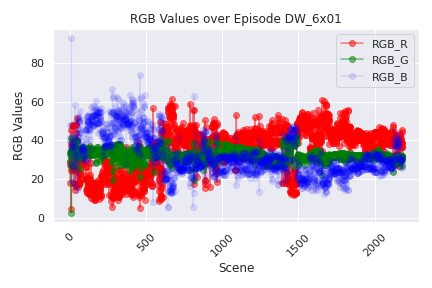 RGB Values over Episode DW_6x01
RGB_R
RGB_G
RGB_B
RGB Values
80
60
40
20
0
0
500
1000
1500
2000
Scene